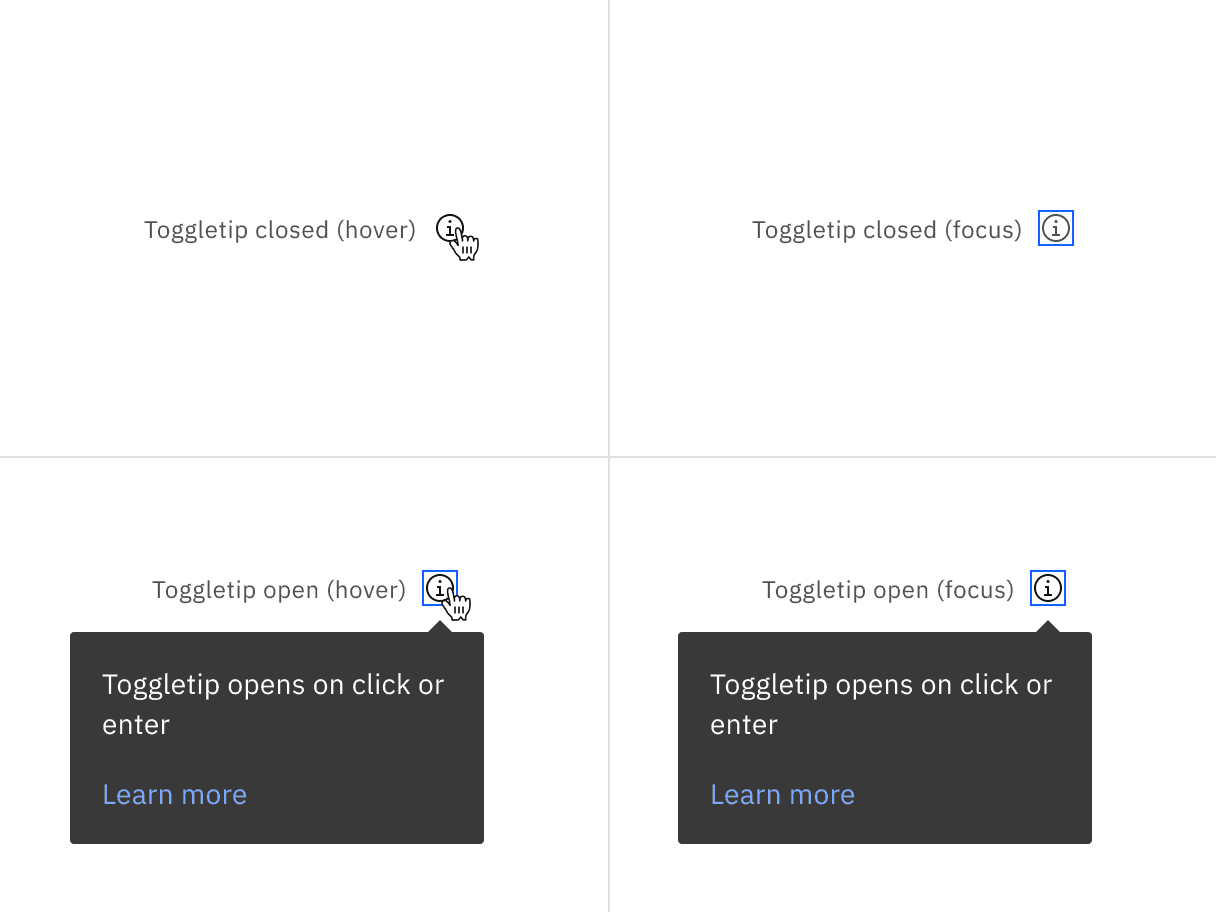 Toggletip closed (hover)
Toggletip closed (focus)
Toggletip open (hover)
Toggletip opens on click or
enter
Learn more
Toggletip open (focus)
Toggletip opens on click or
enter
Learn more